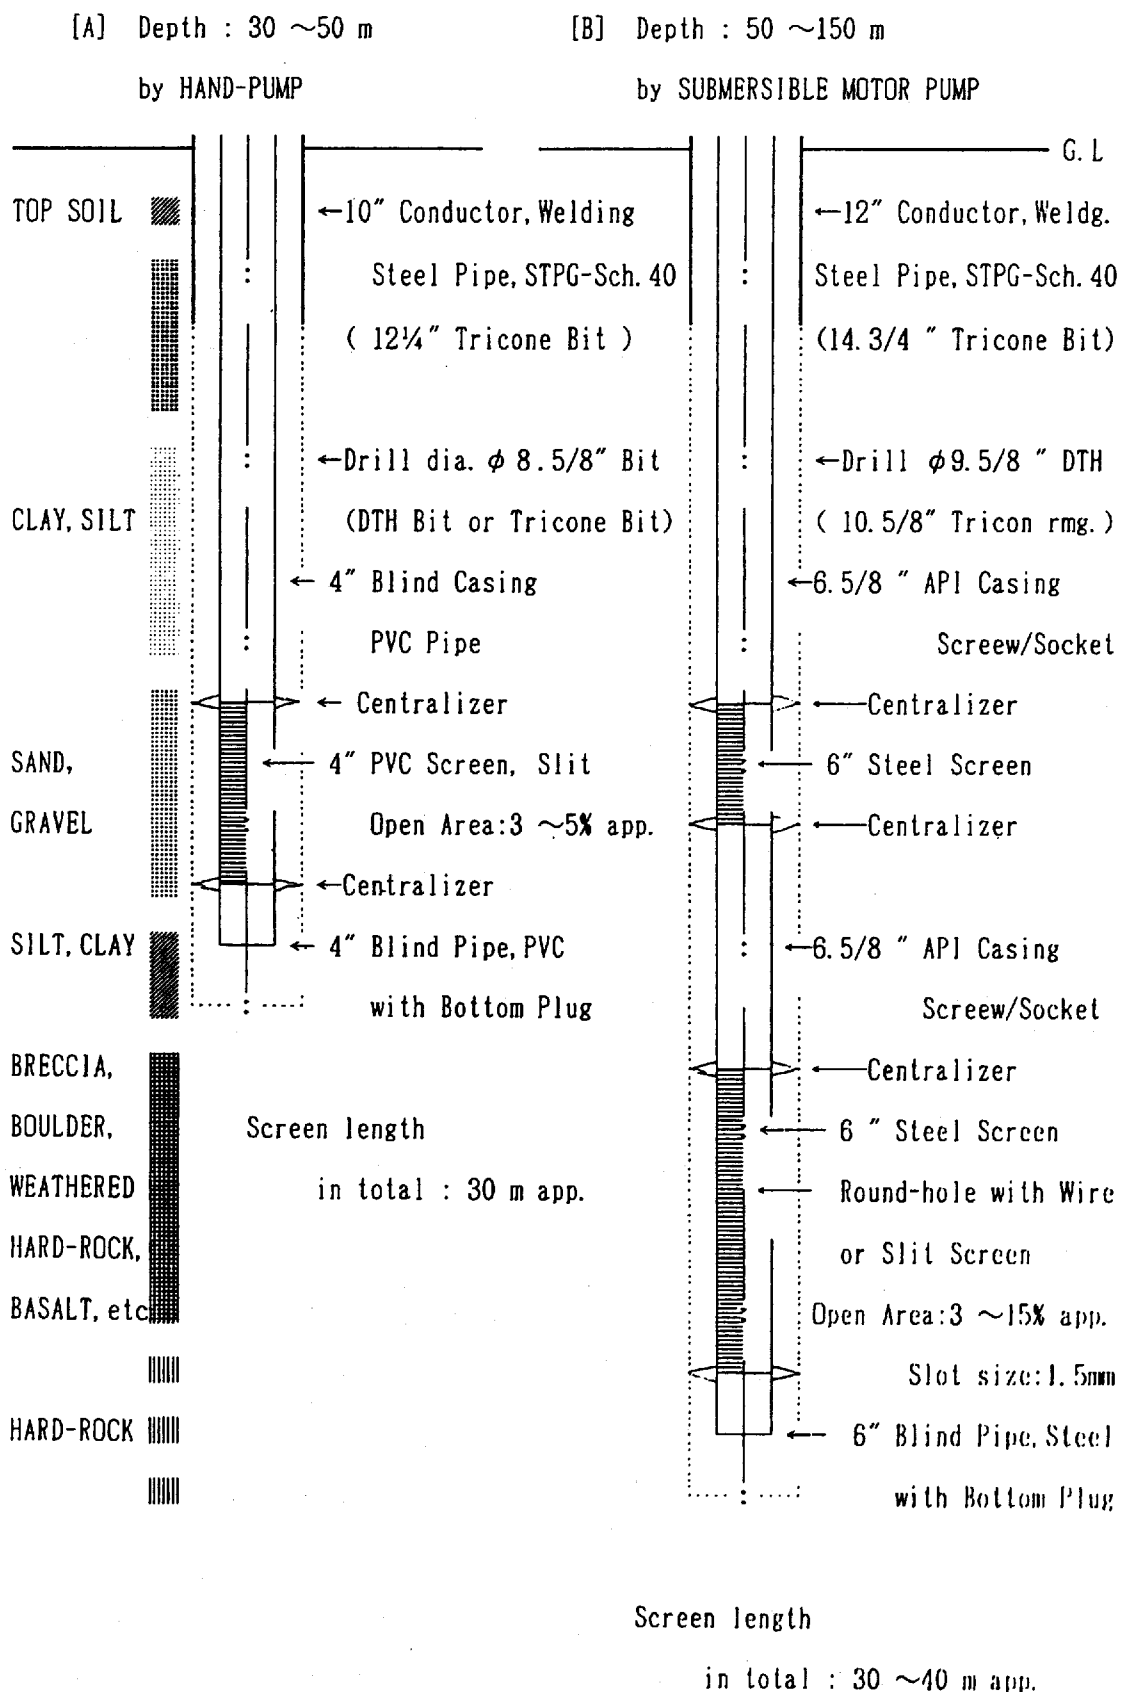 [A] Depth : 30 ~50 m
by HAND-PUMP
[B] Depth : 50 ~150 m
by SUBMERSIBLE MOTOR PUMP
G.L
TOP SOIL
CLAY, SILT
SAND,
GRAVEL
SILT, CLAY
BRECCIA,
BOULDER,
WEATHERED
HARD-ROCK,
BASALT, etc
HARD-ROCK
←10″ Conductor, Welding
Steel Pipe, STPG-Sch. 40
( 12¼″ Tricone Bit )
←Drill dia. φ 8.5/8″ Bit
(DTH Bit or Tricone Bit)
← 4″ Blind Casing
PVC Pipe
← Centralizer
← 4″ PVC Screen, Slit
Open Area:3 ~5% app.
←Centralizer
← 4″ Blind Pipe, PVC
with Bottom Plug
Screen length
in total : 30 m app.
←12″ Conductor, Weldg.
Steel Pipe, STPG-Sch. 40
(14. 3/4 ″ Tricone Bit)
←Drill φ9. 5/8 ″ DTH
( 10. 5/8″ Tricon rmg. )
←6. 5/8 ″ API Casing
Screew/Socket
←Centralizer
← 6″ Steel Screen
←Centralizer
←6. 5/8 ″ API Casing
Screew/Socket
←Centralizer
← 6 ″ Steel Screen
← Round-hole with Wire
or Slit Screen
Open Area:3 ~15% app.
Slot size:1. 5mm
← 6″ Blind Pipe, Steel
with Bottom Plug
Screen length
in total : 30 ~40 m app.